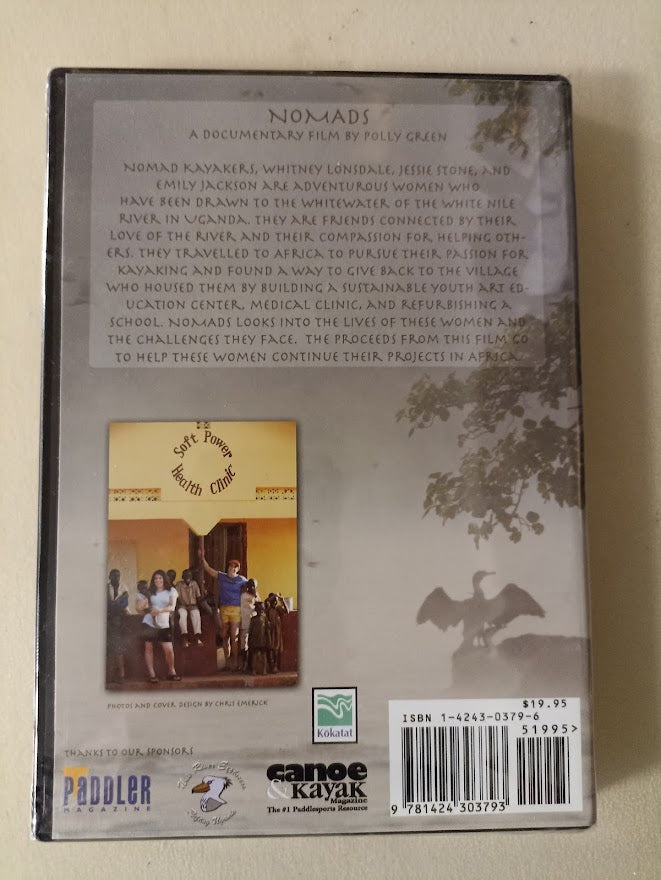 NOMADS
A DOCUMENTARY FILM BY POLLY GREEN
NOMAD KAYAKERS, WHITNEY LONSDALE, JESSIE STONE, AND
EMILY JACKSON ARE ADVENTUROUS WOMEN WHO
HAVE BEEN DRAWN TO THE WHITEWATER OF THE WHITE NILE
RIVER IN UGANDA. THEY ARE FRIENDS CONNECTED BY THEIR
LOVE OF THE RIVER AND THEIR COMPASSION FOR HELPING OTH-
ERS. THEY TRAVELLED TO AFRICA TO PURSUE THEIR PASSION FOR
KAYAKING AND FOUND A WAY TO GIVE BACK TO THE VILLAGE
WHO HOUSED THEM BY BUILDING A SUSTAINABLE YOUTH ART ED-
UCATION CENTER, MEDICAL CLINIC, AND REFURBISHING A
SCHOOL. NOMADS LOOKS INTO THE LIVES OF THESE WOMEN AND
THE CHALLENGES THEY FACE. THE PROCEEDS FROM THIS FILM GO
TO HELP THESE WOMEN CONTINUE THEIR PROJECTS IN AFRICA.
Soft Power
Health Clinic
PHOTOS AND COVER DESIGN BY CHRIS EMERICK
Kōkatat
$19.95
ISBN 1-4243-0379-6
51995>
9 781424 303793
THANKS TO OUR SPONSORS
PADDLER
MAGAZINE
Nile River Explorers
canoe
& KAYAK
Magazine
The #1 Paddlesports Resource